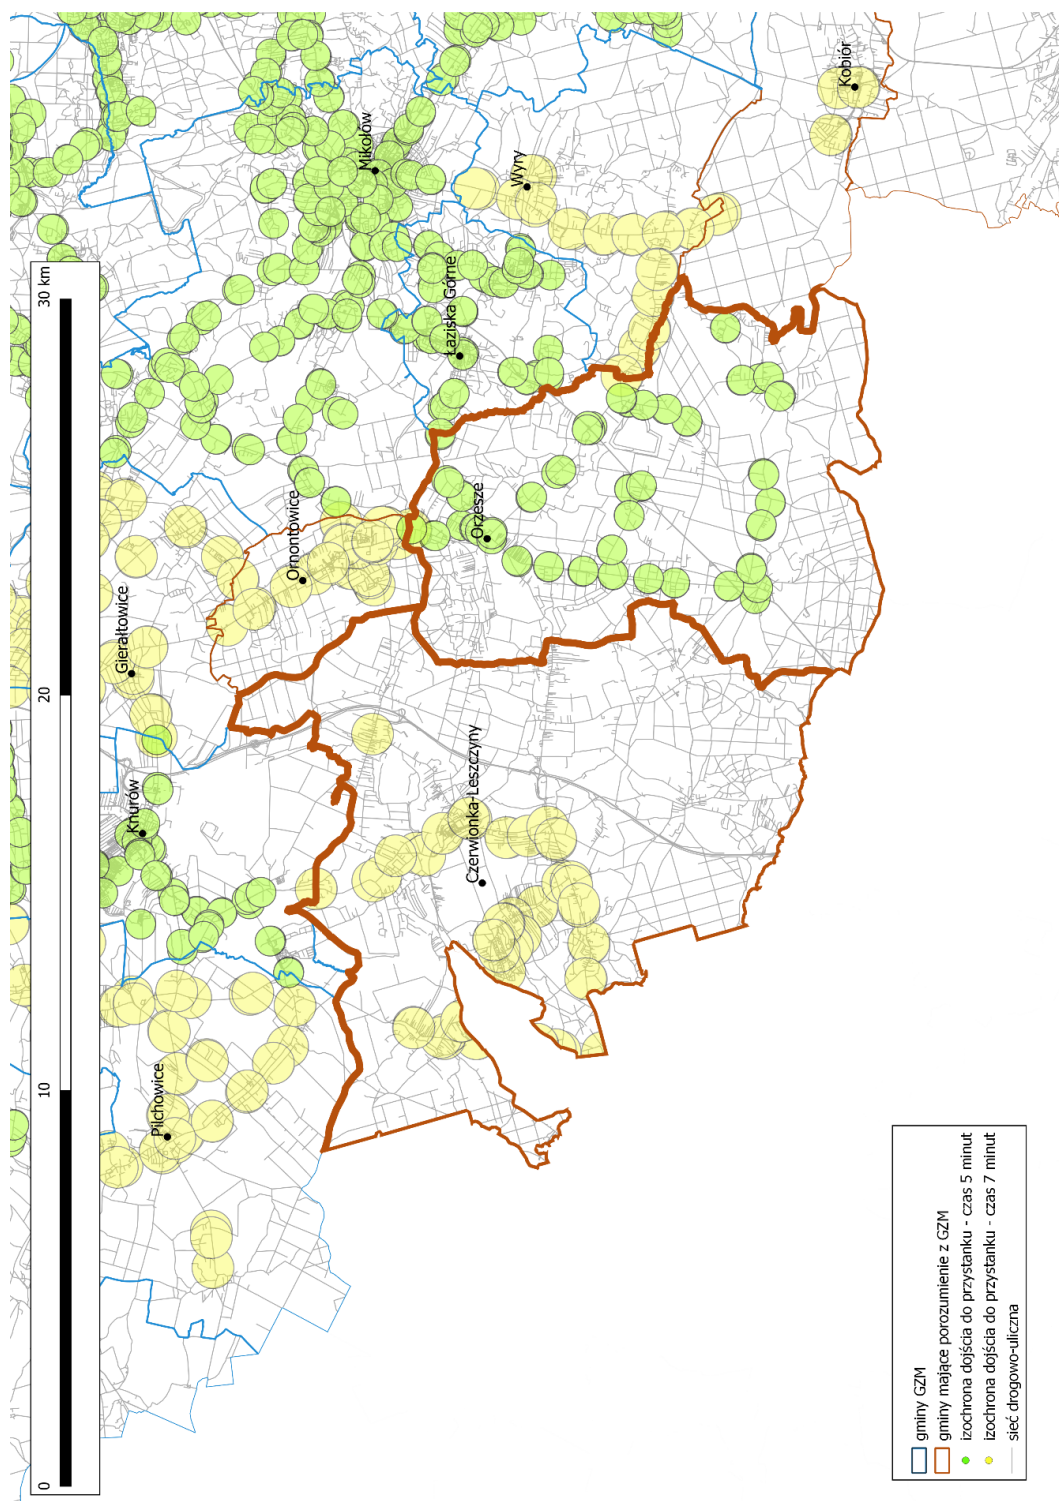 0
10
20
30 km
Pilchowice
Knurów
Gierałtowice
Ornontowice
Mikołów
Łaziska Górne
Orzesze
Czerwionka-Leszczyny
Wyry
Kobiór
gminy GZM
gminy mające porozumienie z GZM
izochrona dojścia do przystanku - czas 5 minut
izochrona dojścia do przystanku - czas 7 minut
sieć drogowo-uliczna